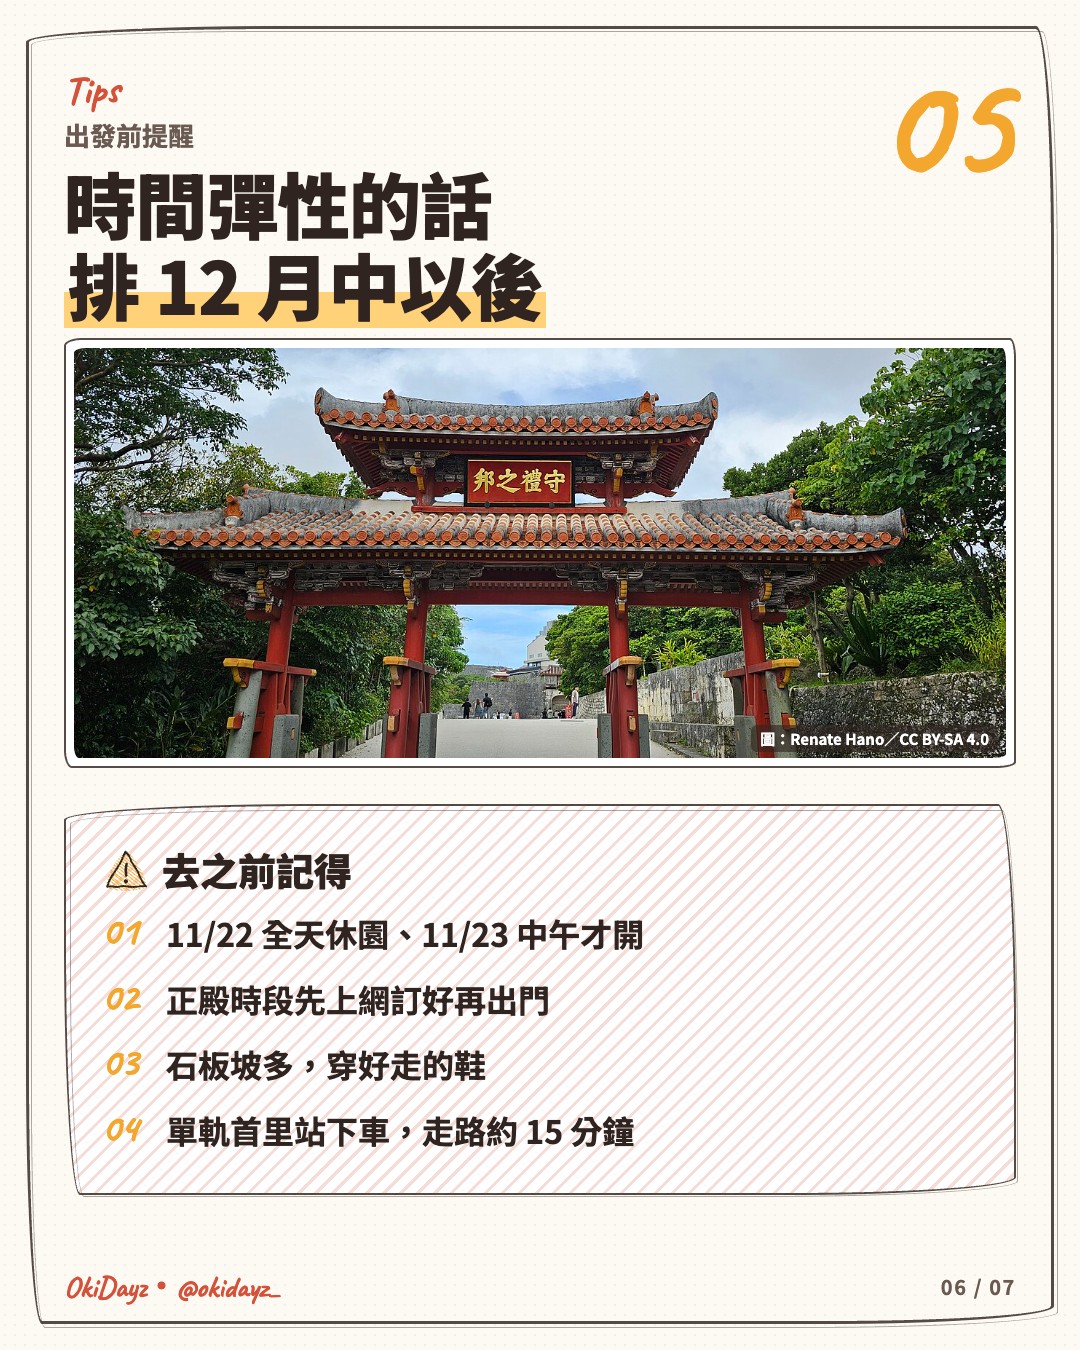 Tips
05
出發前提醒
時間彈性的話
排 12 月中以後
邦之禮守
圖：Renate Hano／CC BY-SA 4.0
去之前記得
01 11/22 全天休園、11/23 中午才開
02 正殿時段先上網訂好再出門
03 石板坡多，穿好走的鞋
04 單軌首里站下車，走路約 15 分鐘
OkiDayz • @okidayz_
06 / 07